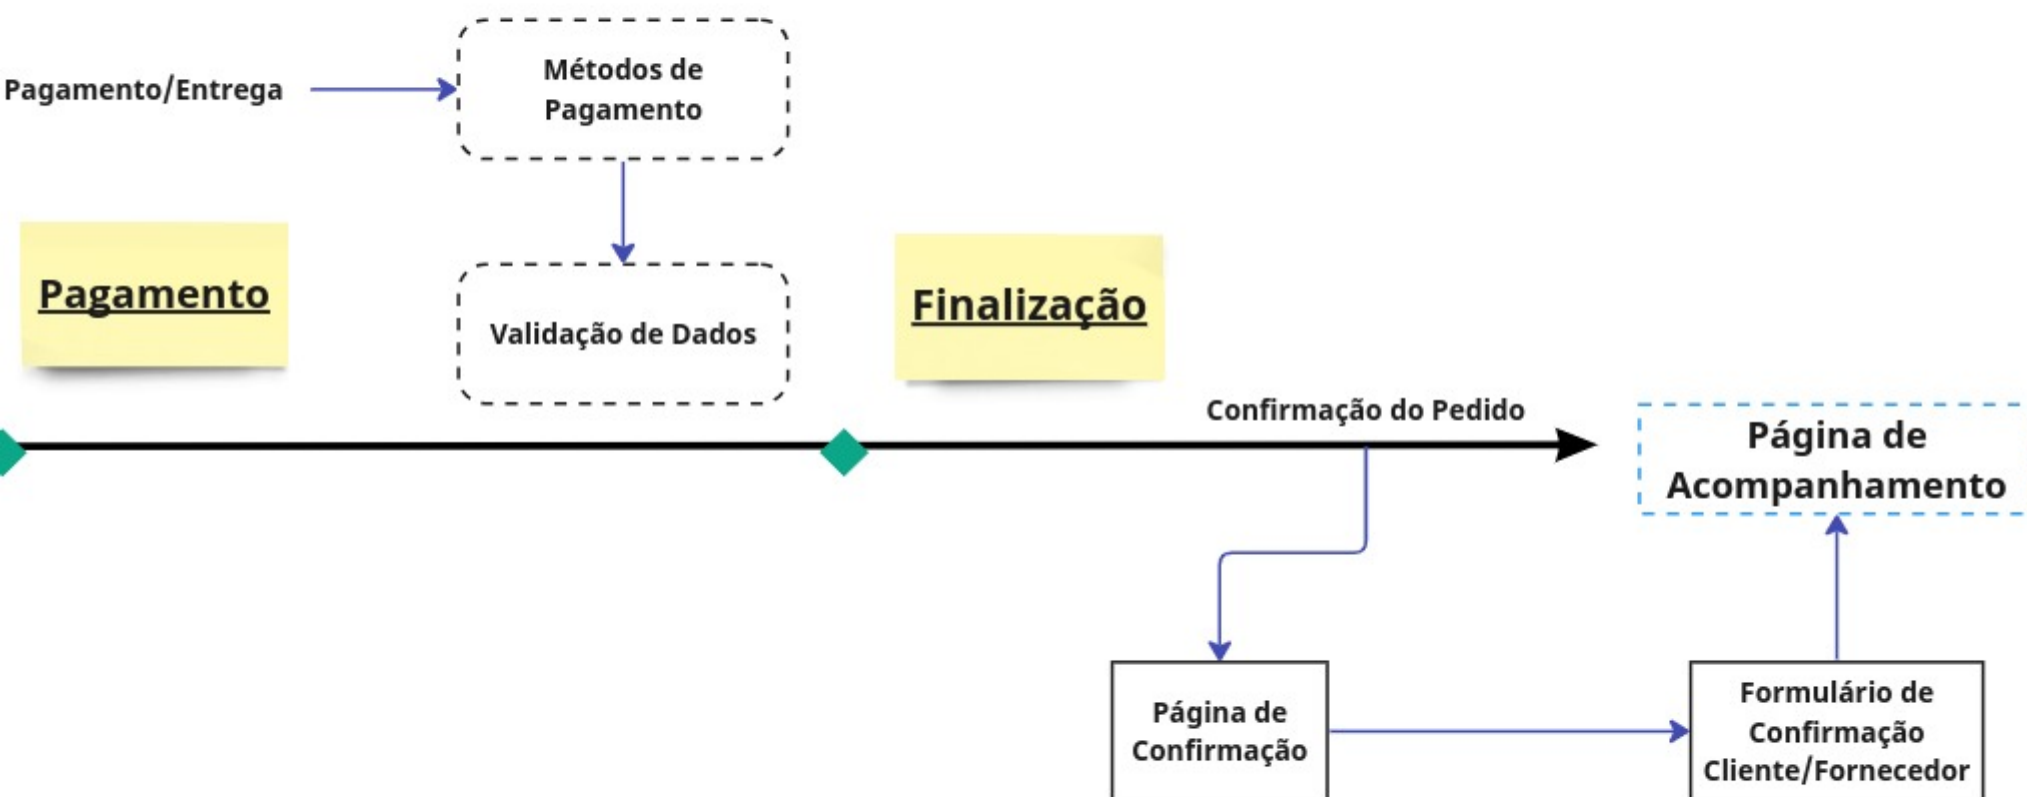 Pagamento/Entrega
Métodos de
Pagamento
Pagamento
Validação de Dados
Finalização
Confirmação do Pedido
Página de
Acompanhamento
Página de
Confirmação
Formulário de
Confirmação
Cliente/Fornecedor